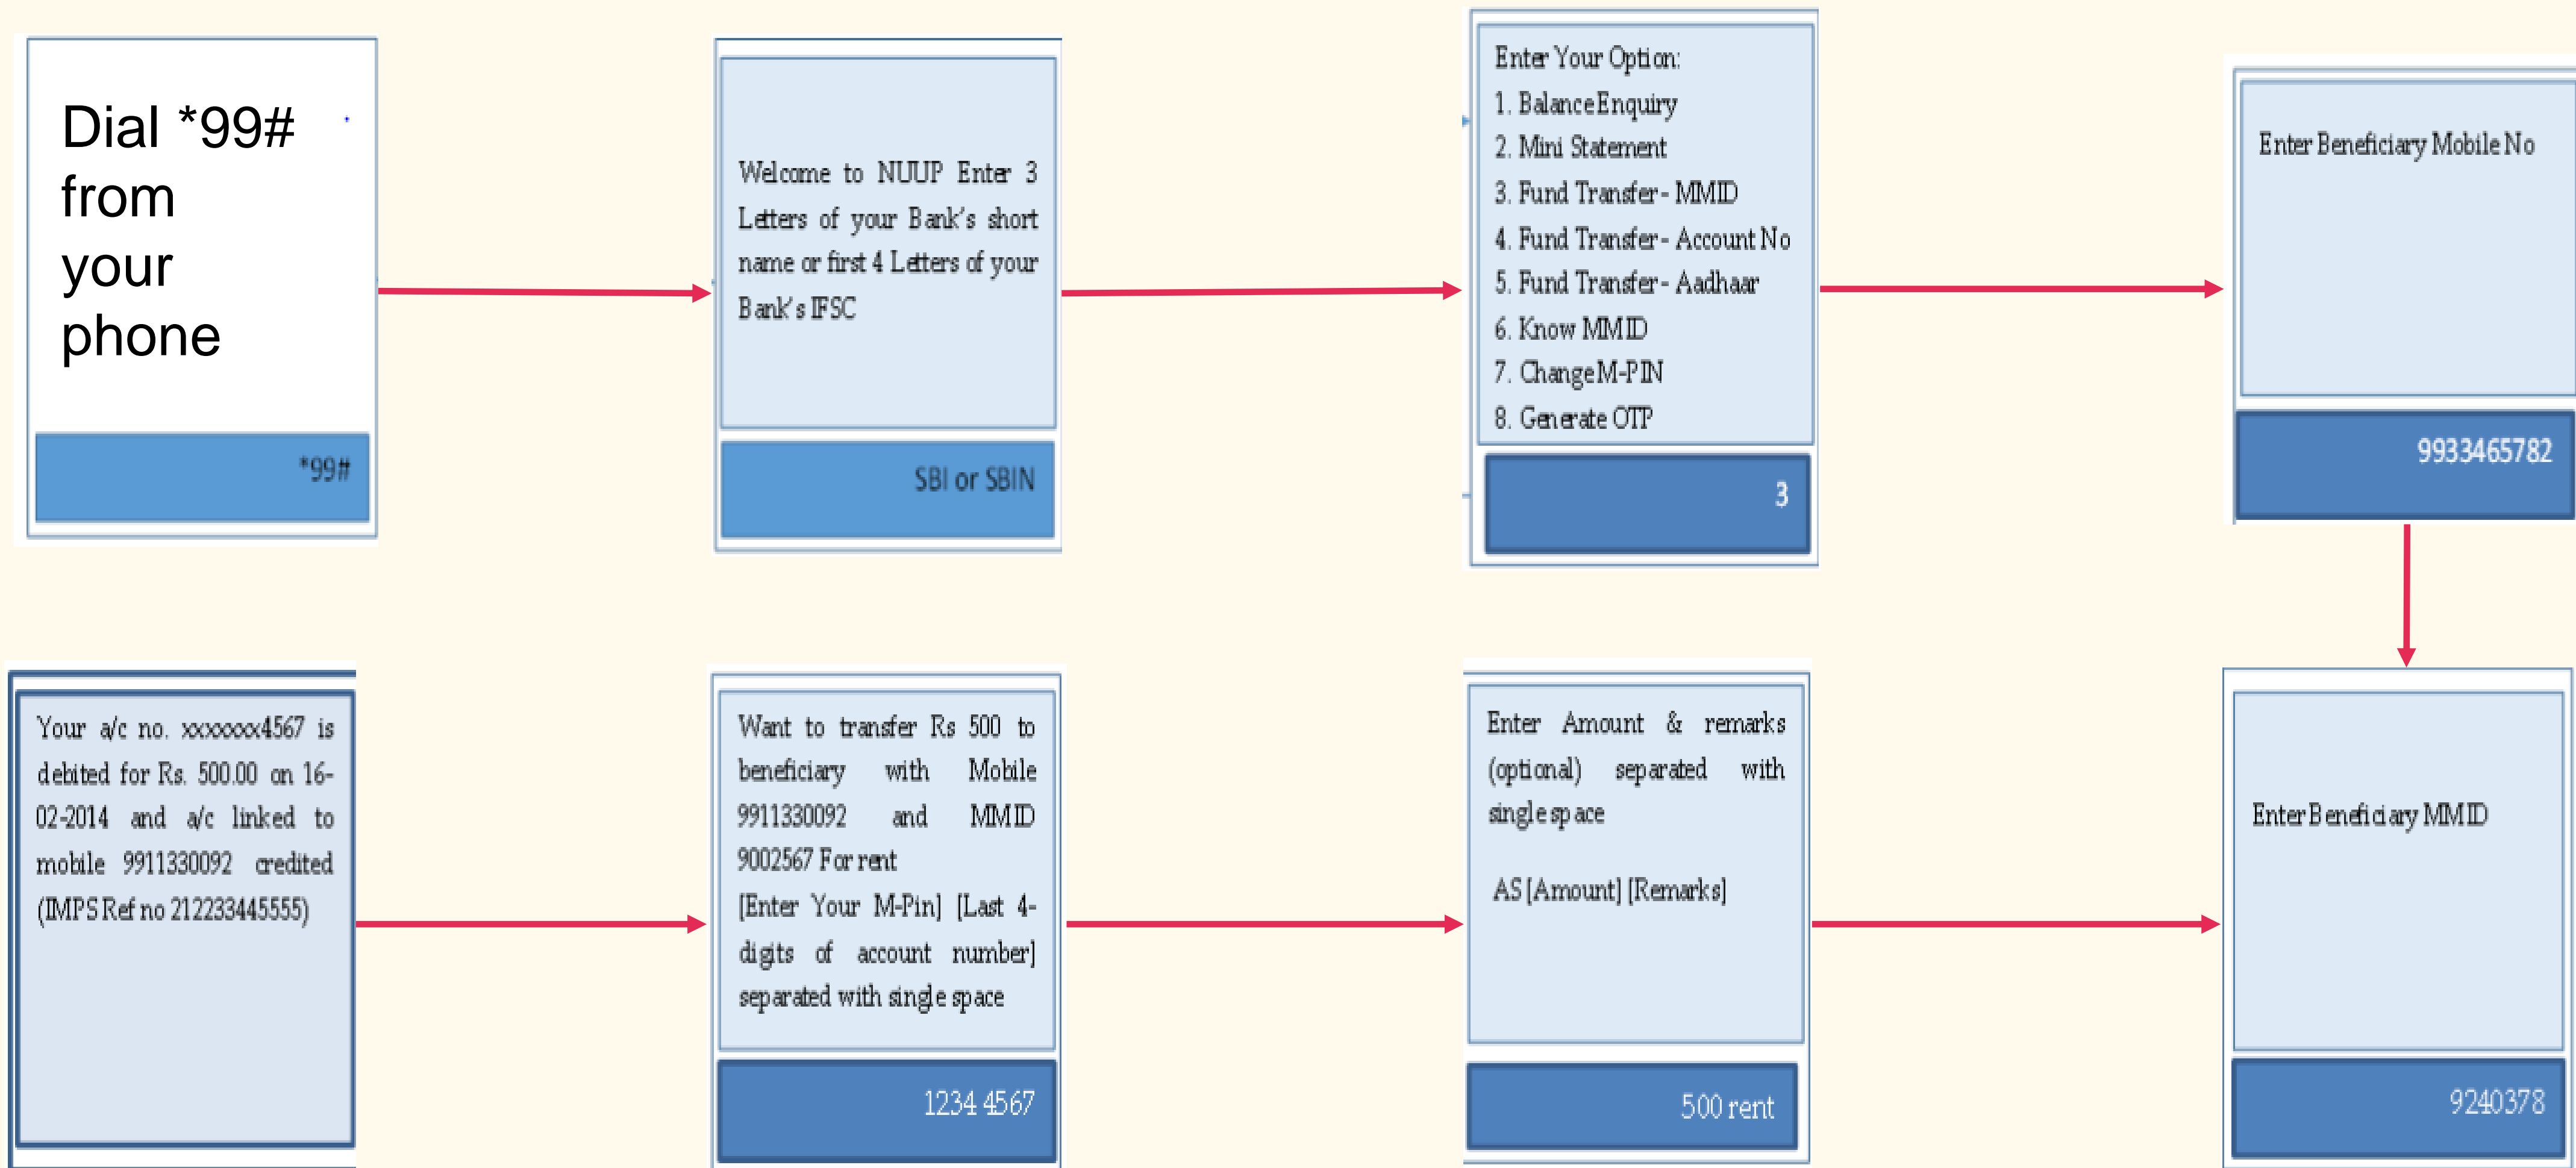 Dial *99#
from
your
phone
*99#
Welcome to NUUP Enter 3
Letters of your Bank's short
name or first 4 Letters of your
Bank's IFSC
SBI or SBIN
Enter Your Option:
1. Balance Enquiry
2. Mini Statement
3. Fund Transfer - MMID
4. Fund Transfer - Account No
5. Fund Transfer - Aadhaar
6. Know MMID
7. Change M-PIN
8. Generate OTP
3
Enter Beneficiary Mobile No
9933465782
Your a/c no. xxxxxxx4567 is
debited for Rs. 500.00 on 16-
02-2014 and a/c linked to
mobile 9911330092 credited
(IMPS Ref no 212233445555)
Want to transfer Rs 500 to
beneficiary with Mobile
9911330092 and MMID
9002567 For rent
[Enter Your M-Pin] [Last 4-
digits of account number]
separated with single space
1234 4567
Enter Amount & remarks
(optional) separated with
single space
AS [Amount] [Remarks]
500 rent
Enter Beneficiary MMID
9240378